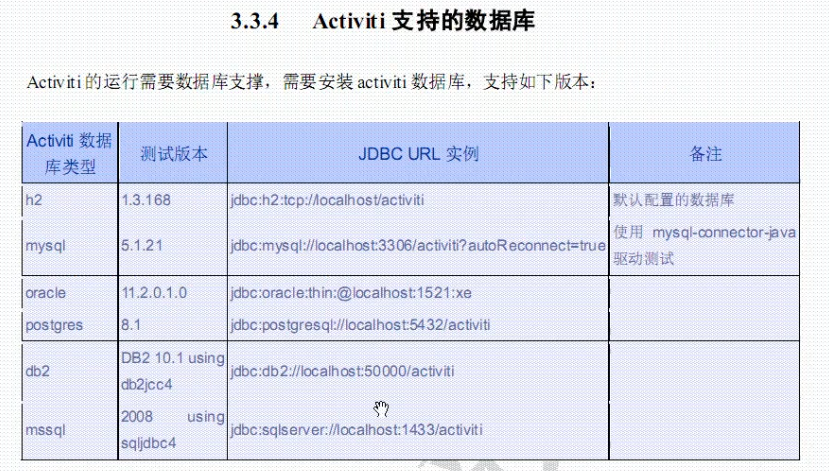 3.3.4 Activiti 支持的数据库
Activiti 的运行需要数据库支撑，需要安装 activiti 数据库，支持如下版本：
Activiti 数据库类型 测试版本 JDBC URL 实例 备注
h2 1.3.168 jdbc:h2:tcp://localhost/activiti 默认配置的数据库
mysql 5.1.21 jdbc:mysql://localhost:3306/activiti?autoReconnect=true 使用 mysql-connector-java 驱动测试
oracle 11.2.0.1.0 jdbc:oracle:thin:@localhost:1521:xe
postgres 8.1 jdbc:postgresql://localhost:5432/activiti
db2 DB2 10.1 using db2jcc4 jdbc:db2://localhost:50000/activiti
mssql 2008 using sqljdbc4 jdbc:sqlserver://localhost:1433/activiti